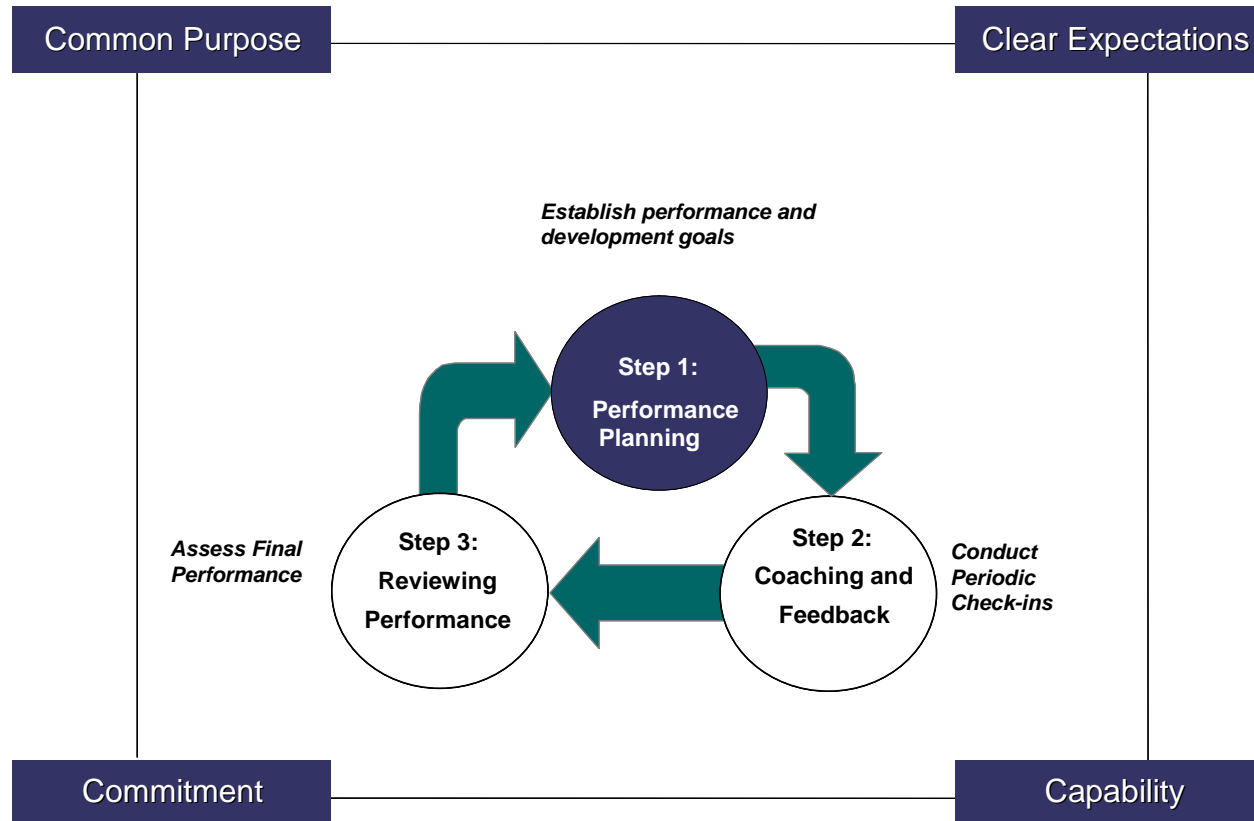 Common Purpose
Clear Expectations
Establish performance and
development goals
Step 1:
Performance
Planning
Step 2:
Coaching and
Feedback
Conduct
Periodic
Check-ins
Step 3:
Reviewing
Performance
Assess Final
Performance
Commitment
Capability